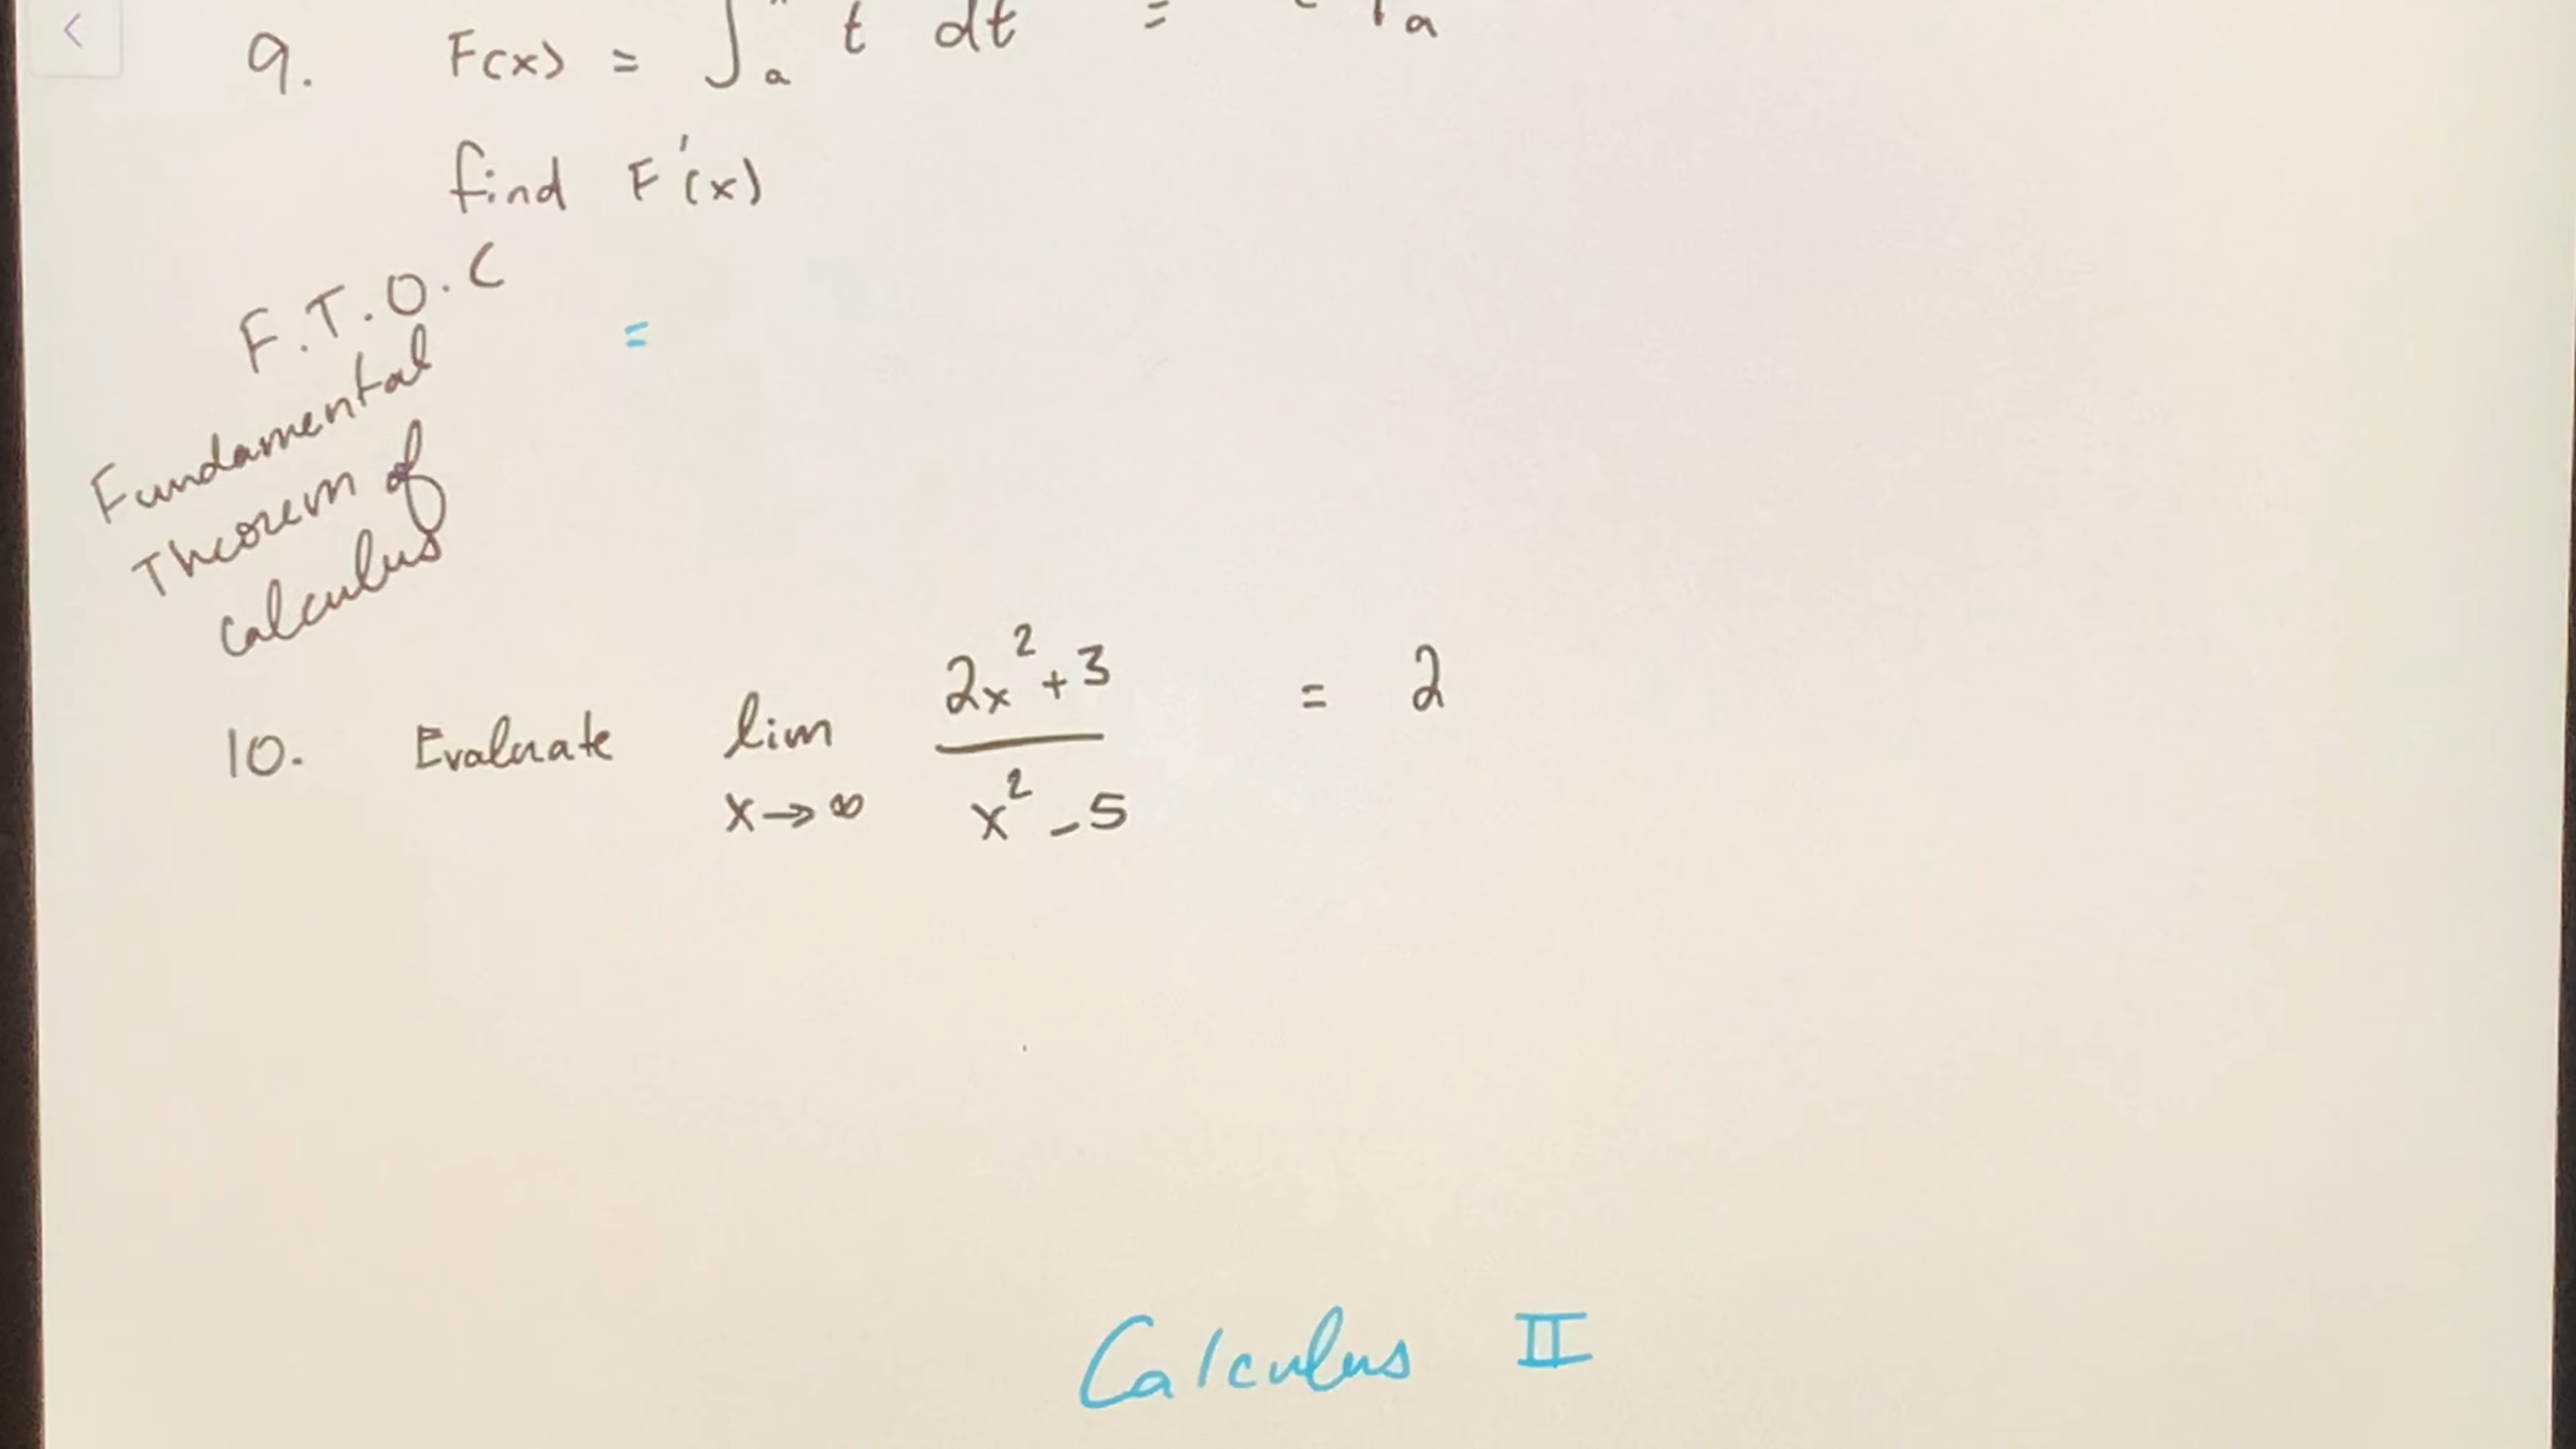 9. F(x) = ∫ₐ t dt = ₐ
find F'(x)
F.T.O.C
=
Fundamental
Theorem of
Calculus
10. Evaluate lim x→∞ (2x²+3)/(x²-5) = 2
Calculus II